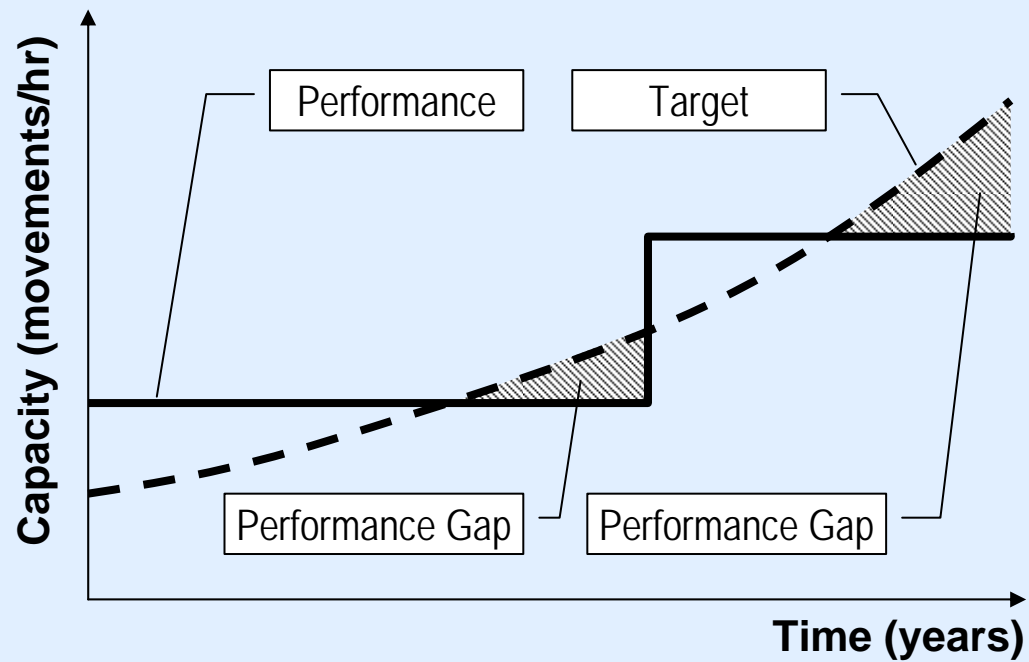 Capacity (movements/hr)
Performance
Target
Performance Gap
Performance Gap
Time (years)